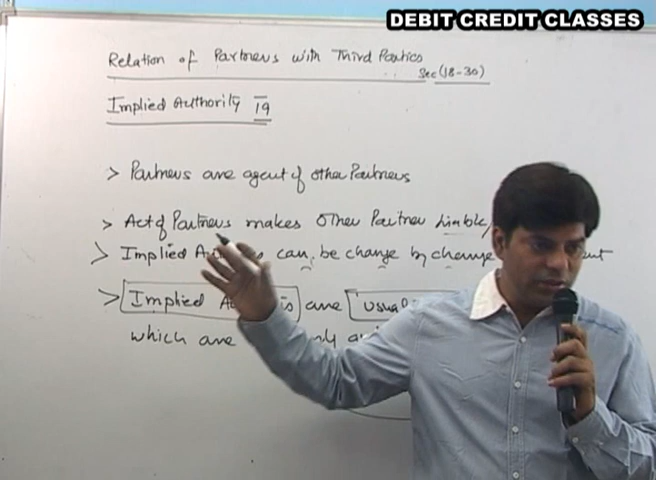 DEBIT CREDIT CLASSES
Relation of Partners with Third Parties
Sec (18-30)
Implied Authority 19
> Partners are agent of other Partners
> Act of Partners makes Other Partner Liable
> Implied can be change by change
> Implied are usual
which are